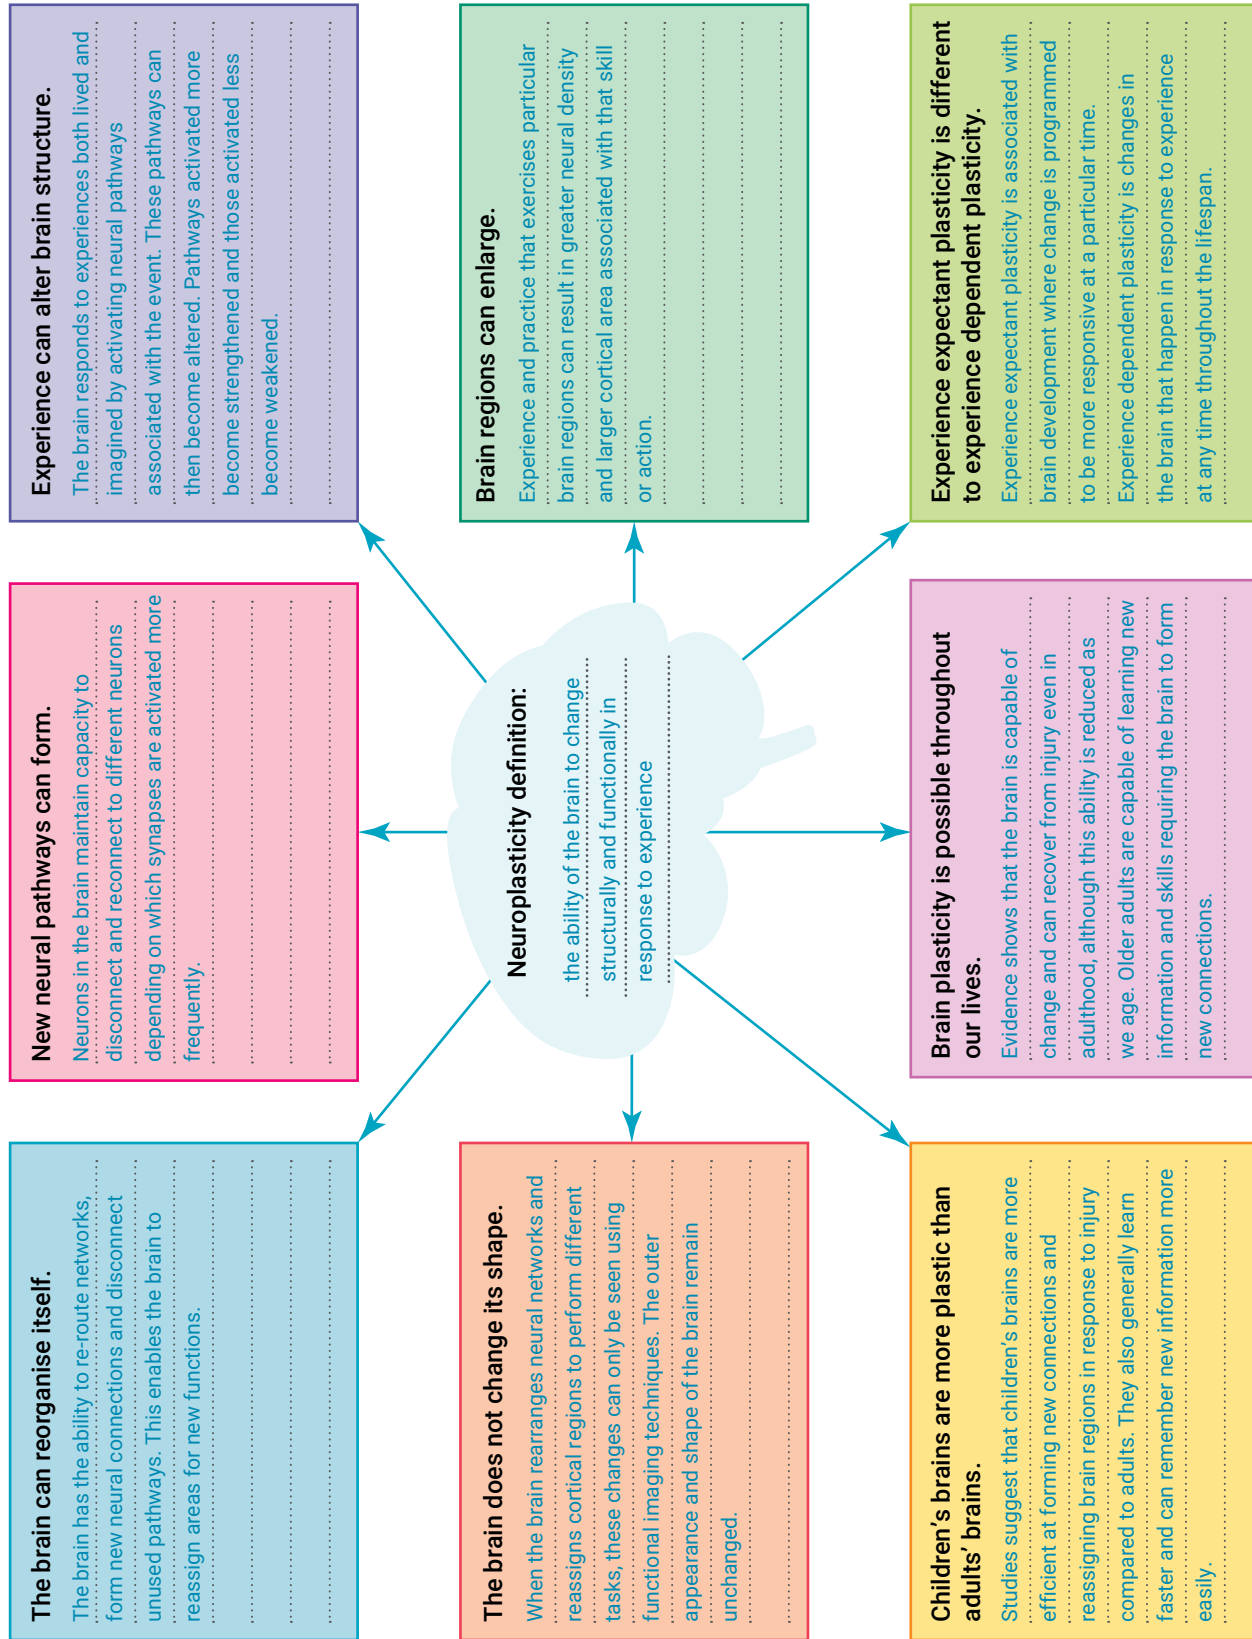 The brain can reorganise itself.
The brain has the ability to re-route networks,
form new neural connections and disconnect
unused pathways. This enables the brain to
reassign areas for new functions.
New neural pathways can form.
Neurons in the brain maintain capacity to
disconnect and reconnect to different neurons
depending on which synapses are activated more
frequently.
Experience can alter brain structure.
The brain responds to experiences both lived and
imagined by activating neural pathways
associated with the event. These pathways can
then become altered. Pathways activated more
become strengthened and those activated less
become weakened.
The brain does not change its shape.
When the brain rearranges neural networks and
reassigns cortical regions to perform different
tasks, these changes can only be seen using
functional imaging techniques. The outer
appearance and shape of the brain remain
unchanged.
Neuroplasticity definition:
the ability of the brain to change
structurally and functionally in
response to experience
Brain regions can enlarge.
Experience and practice that exercises particular
brain regions can result in greater neural density
and larger cortical area associated with that skill
or action.
Children's brains are more plastic than
adults' brains.
Studies suggest that children's brains are more
efficient at forming new connections and
reassigning brain regions in response to injury
compared to adults. They also generally learn
faster and can remember new information more
easily.
Brain plasticity is possible throughout
our lives.
Evidence shows that the brain is capable of
change and can recover from injury even in
adulthood, although this ability is reduced as
we age. Older adults are capable of learning new
information and skills requiring the brain to form
new connections.
Experience expectant plasticity is different
to experience dependent plasticity.
Experience expectant plasticity is associated with
brain development where change is programmed
to be more responsive at a particular time.
Experience dependent plasticity is changes in
the brain that happen in response to experience
at any time throughout the lifespan.